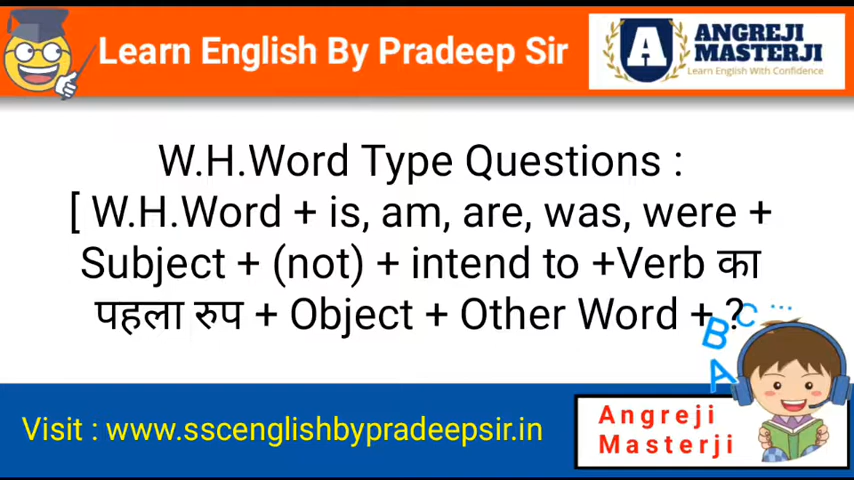 Learn English By Pradeep Sir
A
ANGREJI
MASTERJI
Learn English With Confidence
W.H.Word Type Questions :
[ W.H.Word + is, am, are, was, were +
Subject + (not) + intend to +Verb का
पहला रुप + Object + Other Word + ?
B C ...
A
Visit : www.sscenglishbypradeepsir.in
Angreji
Masterji